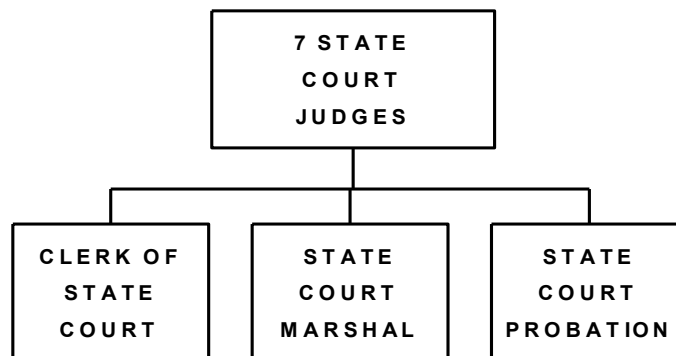 7 STATE
COURT
JUDGES
CLERK OF
STATE
COURT
STATE
COURT
MARSHAL
STATE
COURT
PROBATION